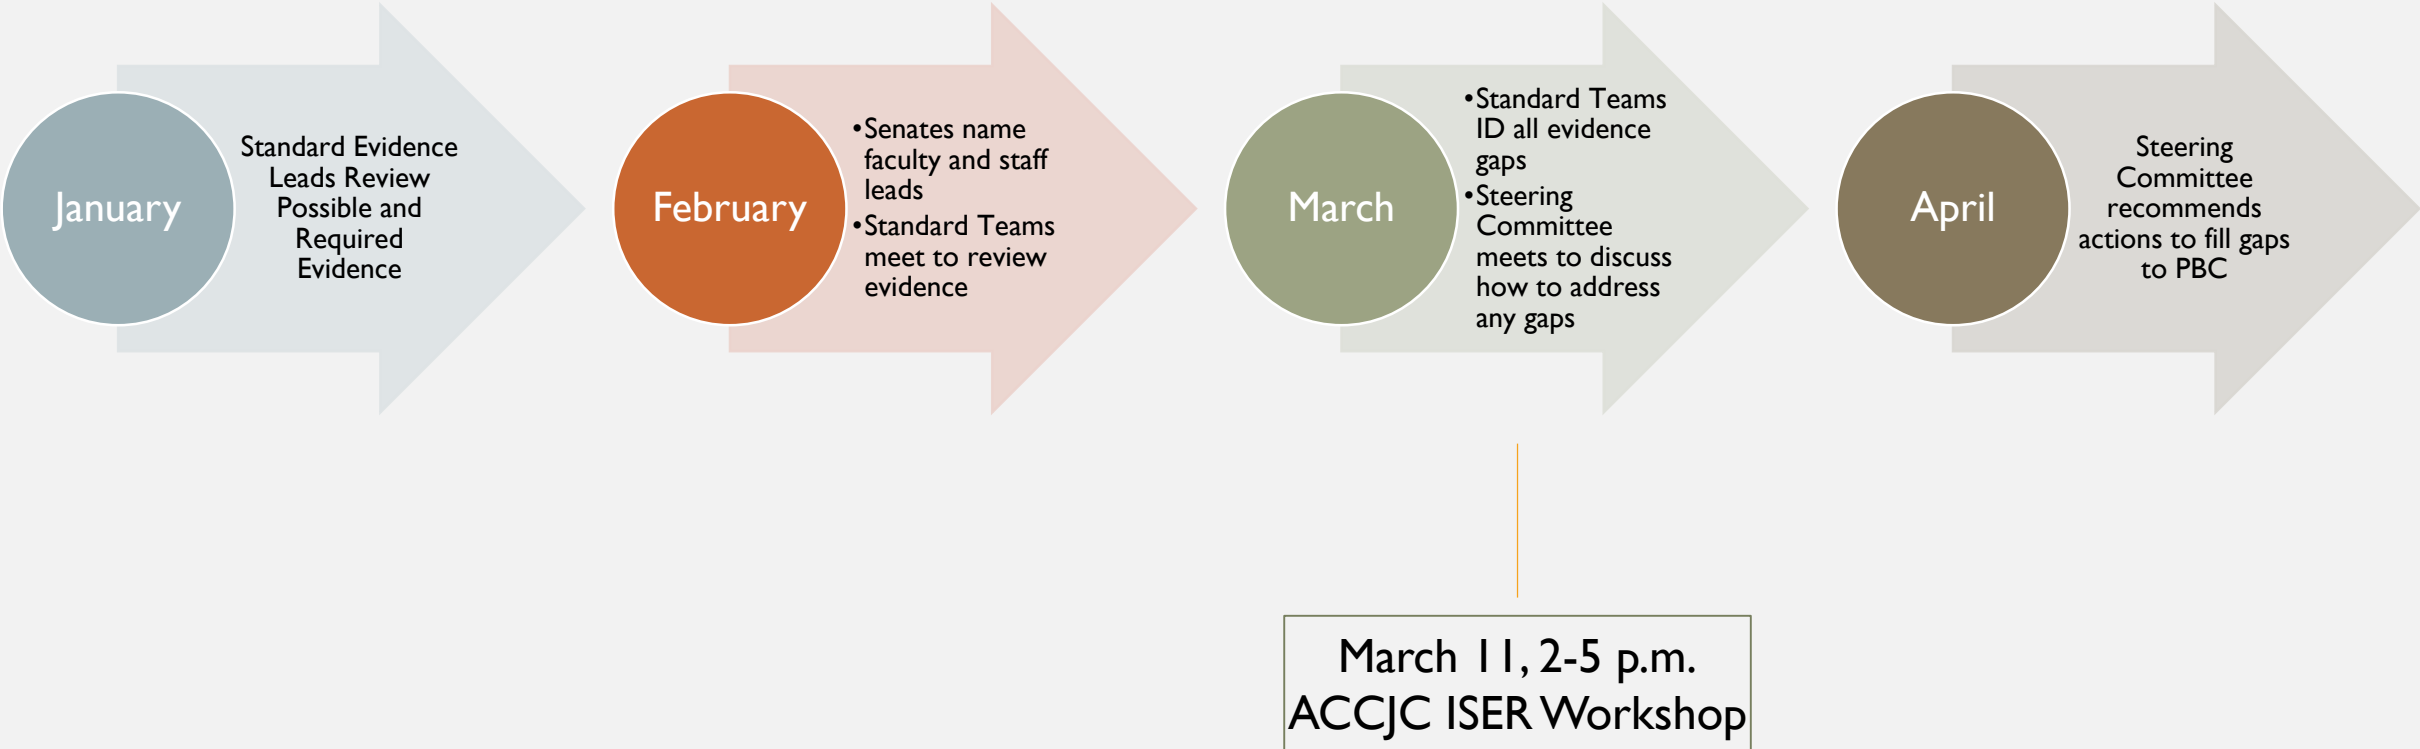 January
Standard Evidence
Leads Review
Possible and
Required
Evidence
February
•Senates name
faculty and staff
leads
•Standard Teams
meet to review
evidence
March
•Standard Teams
ID all evidence
gaps
•Steering
Committee
meets to discuss
how to address
any gaps
April
Steering
Committee
recommends
actions to fill gaps
to PBC
March 11, 2-5 p.m.
ACCJC ISER Workshop